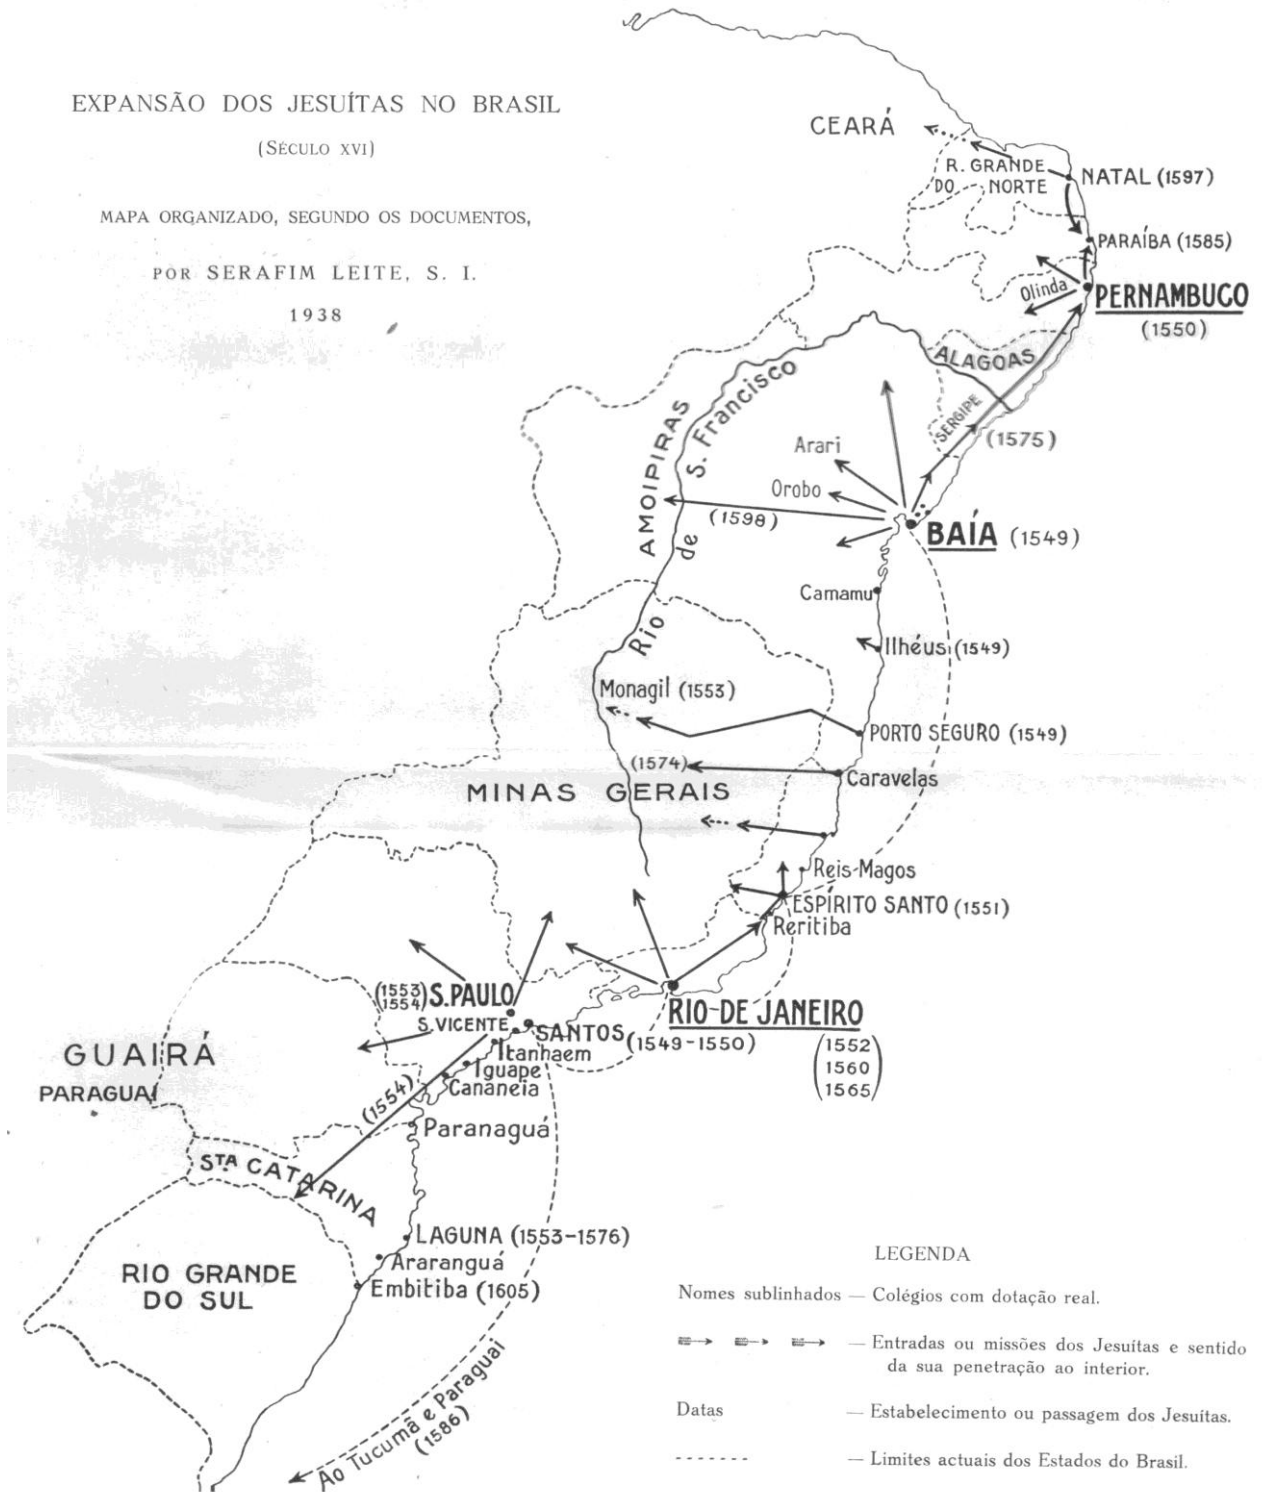 EXPANSÃO DOS JESUÍTAS NO BRASIL
(SÉCULO XVI)
MAPA ORGANIZADO, SEGUNDO OS DOCUMENTOS,
POR SERAFIM LEITE, S. I.
1938
CEARÁ
R. GRANDE
DO NORTE
NATAL (1597)
PARAÍBA (1585)
Olinda
PERNAMBUCO
(1550)
ALAGOAS
SERGIPE
(1575)
Rio de S. Francisco
AMOIPIRAS
Arari
Orobo
(1598)
BAÍA (1549)
Camamu
Ilhéus (1549)
Monagil (1553)
PORTO SEGURO (1549)
(1574)
Caravelas
MINAS GERAIS
Reis-Magos
ESPÍRITO SANTO (1551)
Reritiba
(1553)
(1554)
S. PAULO
S. VICENTE
SANTOS (1549-1550)
RIO-DE JANEIRO
(1552
1560
1565)
Itanhaem
Iguape
Cananeia
GUAIRÁ
PARAGUAI
(1554)
Paranaguá
STA CATARINA
LAGUNA (1553-1576)
Araranguá
Embitiba (1605)
RIO GRANDE
DO SUL
Ao Tucumã e Paraguai
(1586)
LEGENDA
Nomes sublinhados — Colégios com dotação real.
— Entradas ou missões dos Jesuítas e sentido
da sua penetração ao interior.
Datas — Estabelecimento ou passagem dos Jesuítas.
— Limites actuais dos Estados do Brasil.